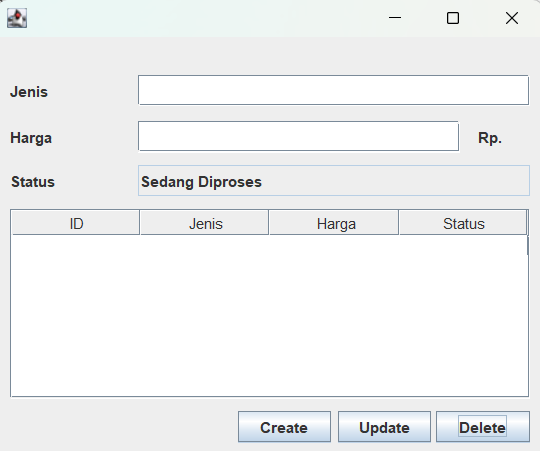 Jenis
Harga Rp.
Status Sedang Diproses
ID Jenis Harga Status
Create Update Delete